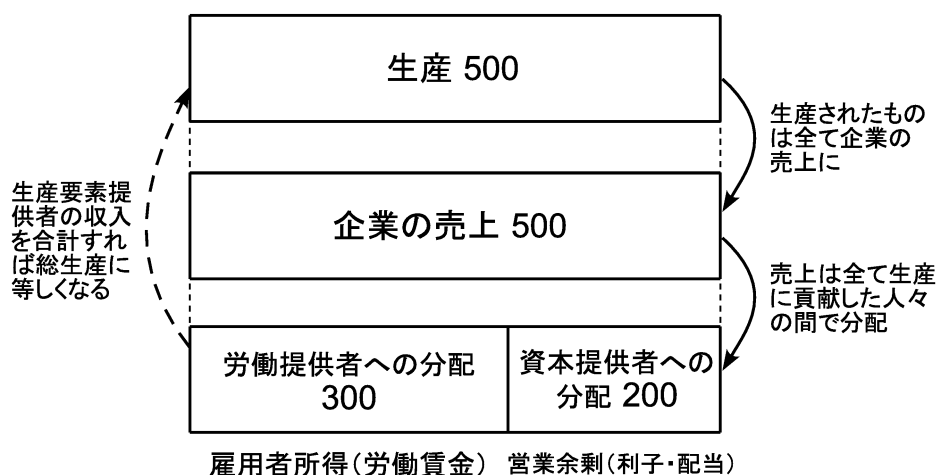 生産 500
生産されたもの
は全て企業の
売上に
生産要素提
供者の収入
を合計すれ
ば総生産に
等しくなる
企業の売上 500
売上は全て生産
に貢献した人々
の間で分配
労働提供者への分配
300
資本提供者への
分配 200
雇用者所得(労働賃金)
営業余剰(利子・配当)